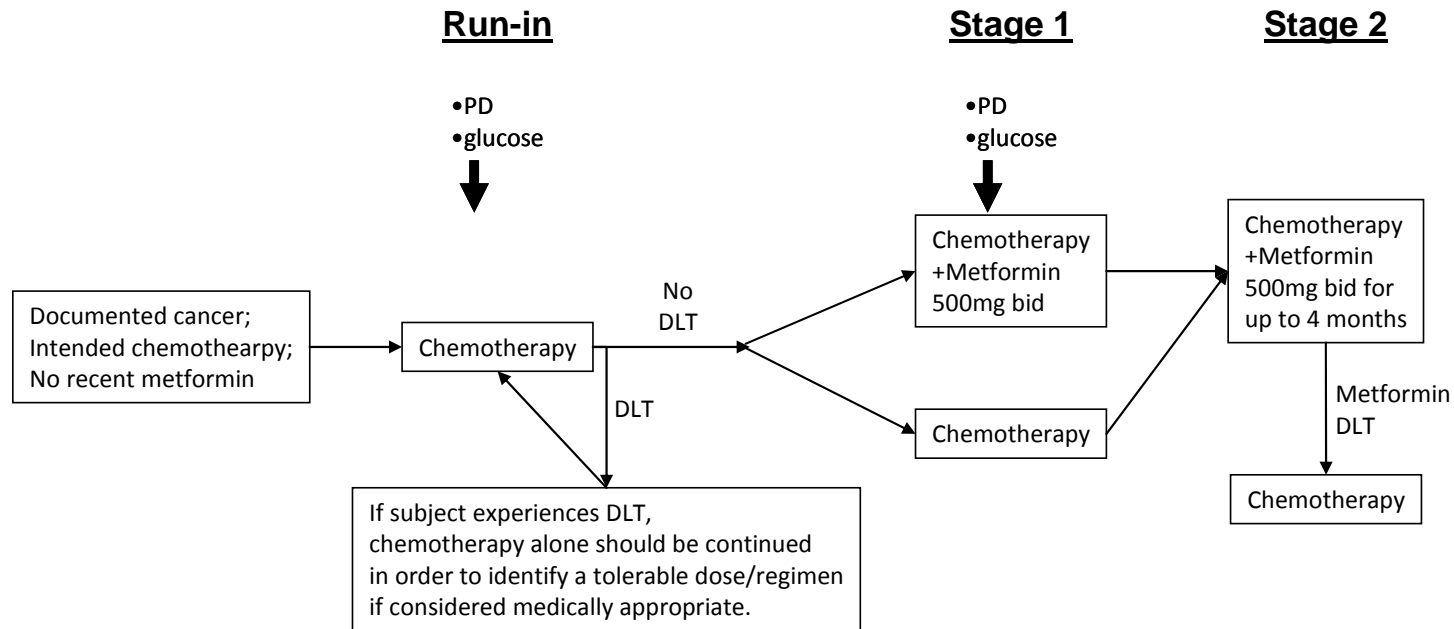 Run-in
Stage 1
Stage 2
•PD
•glucose
•PD
•glucose
Documented cancer;
Intended chemothearpy;
No recent metformin
Chemotherapy
No
DLT
DLT
If subject experiences DLT,
chemotherapy alone should be continued
in order to identify a tolerable dose/regimen
if considered medically appropriate.
Chemotherapy
+Metformin
500mg bid
Chemotherapy
Chemotherapy
+Metformin
500mg bid for
up to 4 months
Metformin
DLT
Chemotherapy